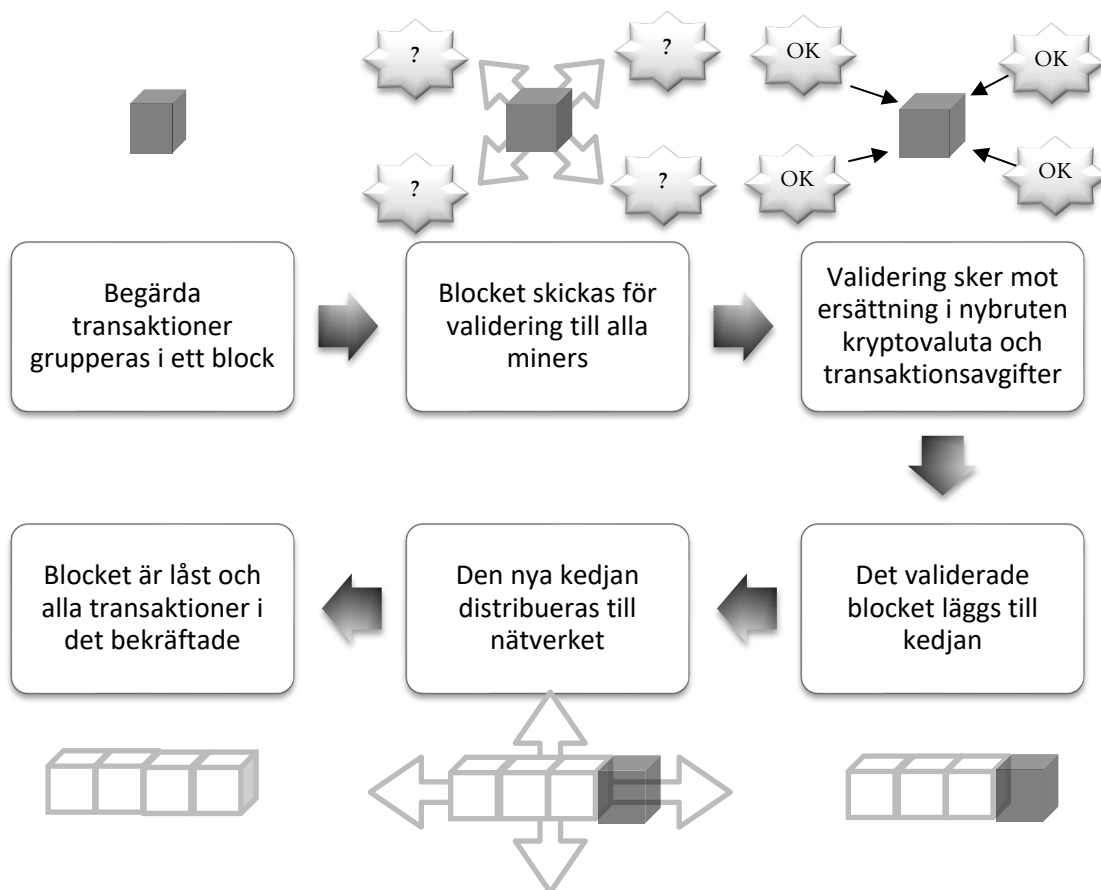 ?
?
?
?
OK
OK
OK
OK
Begärda
transaktioner
grupperas i ett block
Blocket skickas för
validering till alla
miners
Validering sker mot
ersättning i nybruten
kryptovaluta och
transaktionsavgifter
Det validerade
blocket läggs till
kedjan
Den nya kedjan
distribueras till
nätverket
Blocket är låst och
alla transaktioner i
det bekräftade